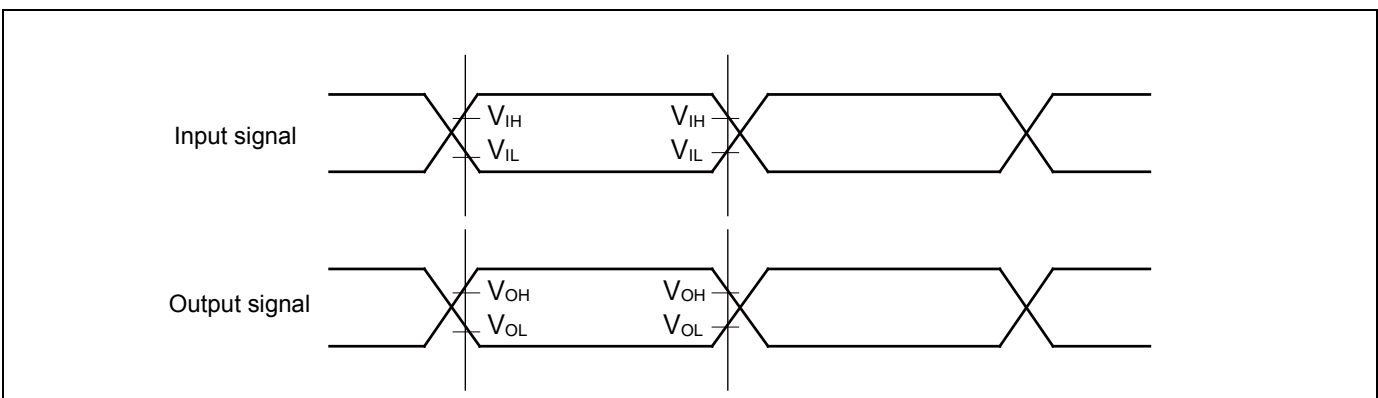 Input signal
VIH VIH
VIL VIL
Output signal
VOH VOH
VOL VOL